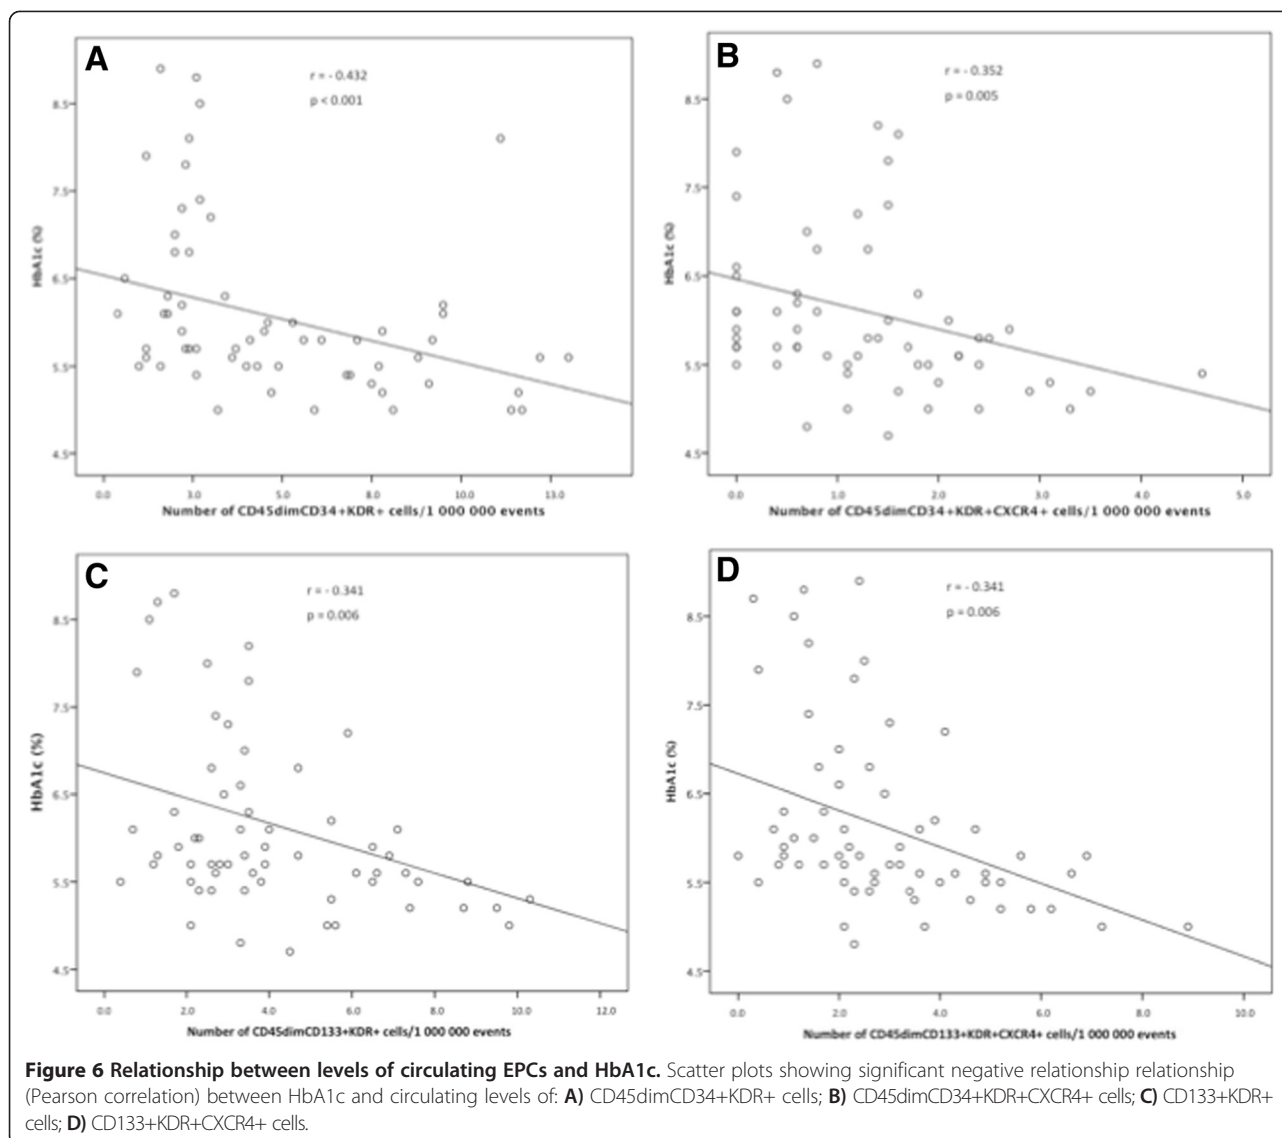 A
r = - 0.432
p < 0.001
8.5
7.5
6.5
5.5
4.5
HbA1c (%)
0.0 3.0 5.0 8.0 10.0 13.0
Number of CD45dimCD34+KDR+ cells/1 000 000 events
B
r = - 0.352
p = 0.005
8.5
7.5
6.5
5.5
4.5
HbA1c (%)
0.0 1.0 2.0 3.0 4.0 5.0
Number of CD45dimCD34+KDR+CXCR4+ cells/1 000 000 events
C
r = - 0.341
p = 0.006
8.5
7.5
6.5
5.5
4.5
HbA1c (%)
0.0 2.0 4.0 6.0 8.0 10.0 12.0
Number of CD45dimCD133+KDR+ cells/1 000 000 events
D
r = - 0.341
p = 0.006
8.5
7.5
6.5
5.5
4.5
HbA1c (%)
0.0 2.0 4.0 6.0 8.0 10.0
Number of CD45dimCD133+KDR+CXCR4+ cells/1 000 000 events
Figure 6 Relationship between levels of circulating EPCs and HbA1c. Scatter plots showing significant negative relationship relationship
(Pearson correlation) between HbA1c and circulating levels of: A) CD45dimCD34+KDR+ cells; B) CD45dimCD34+KDR+CXCR4+ cells; C) CD133+KDR+
cells; D) CD133+KDR+CXCR4+ cells.